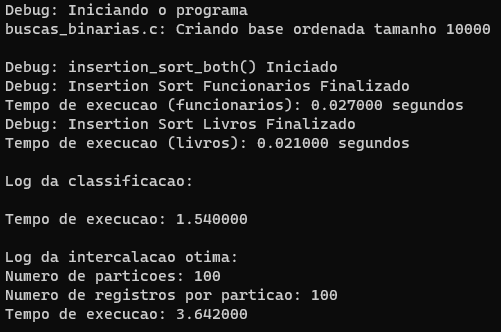 Debug: Iniciando o programa
buscas_binarias.c: Criando base ordenada tamanho 10000
Debug: insertion_sort_both() Iniciado
Debug: Insertion Sort Funcionarios Finalizado
Tempo de execucao (funcionarios): 0.027000 segundos
Debug: Insertion Sort Livros Finalizado
Tempo de execucao (livros): 0.021000 segundos
Log da classificacao:
Tempo de execucao: 1.540000
Log da intercalacao otima:
Numero de particoes: 100
Numero de registros por particao: 100
Tempo de execucao: 3.642000